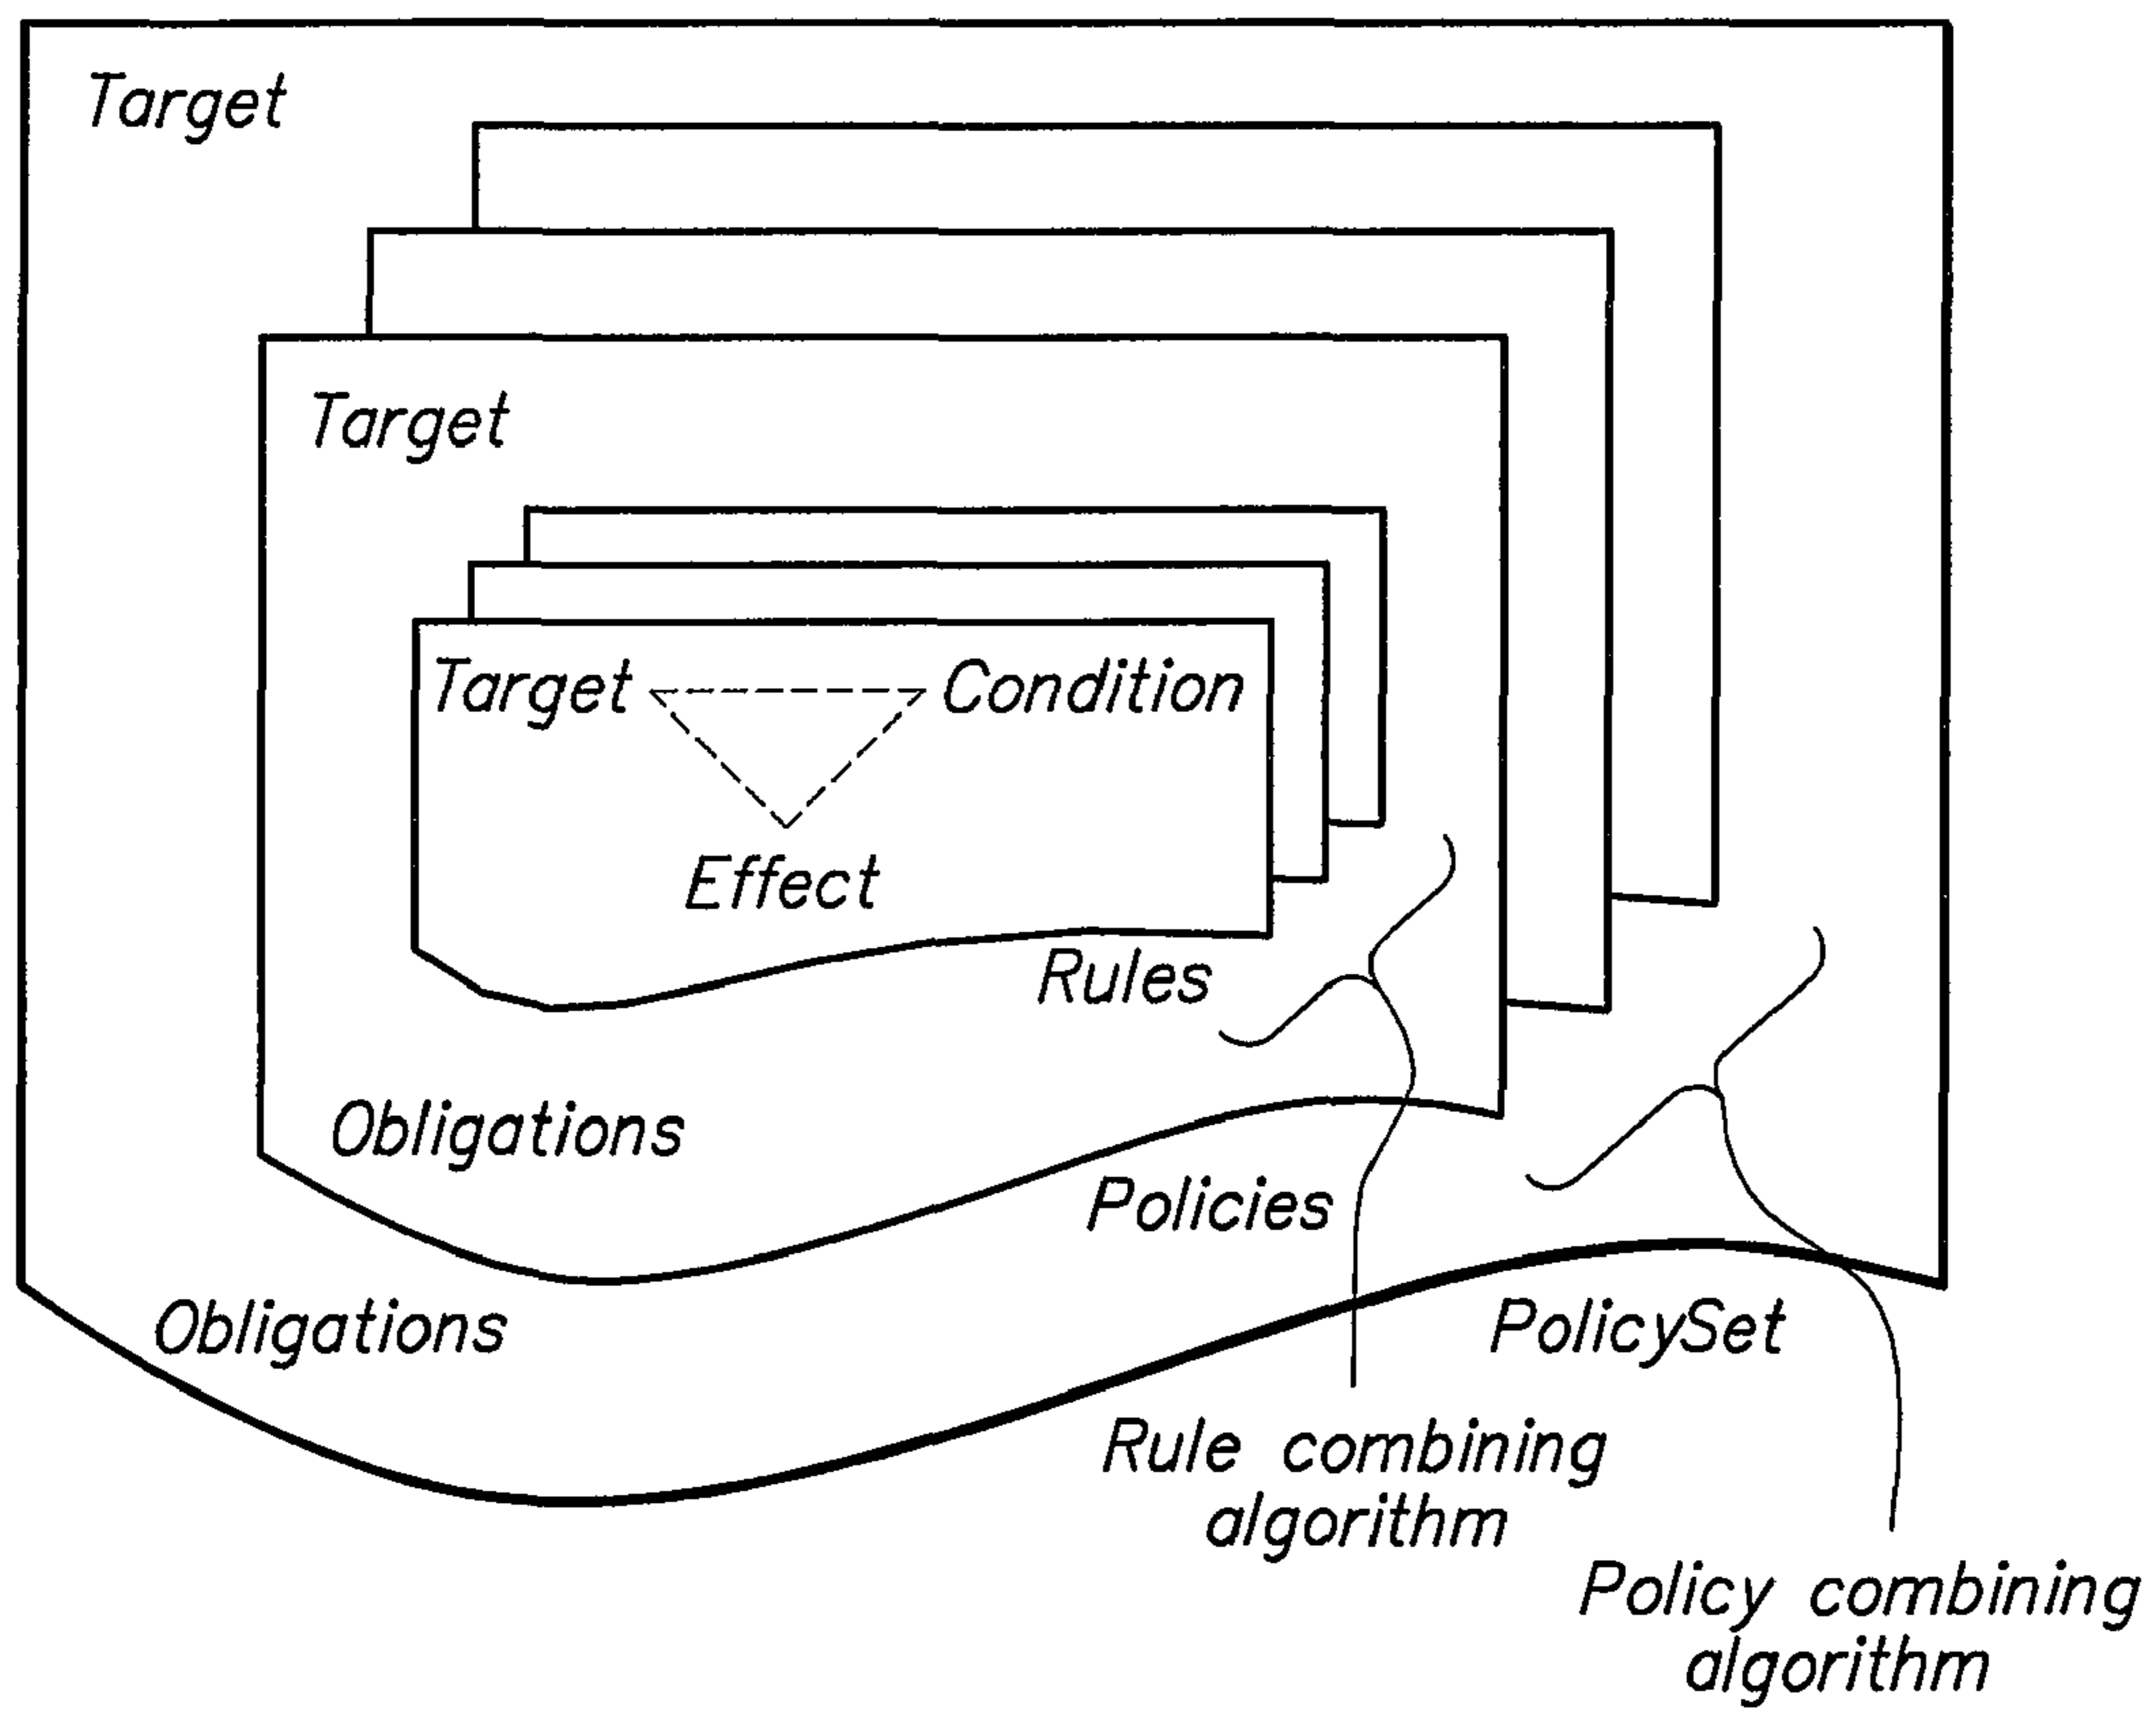 Target
Target
Target Condition
Effect
Rules
Obligations
Policies
Obligations
PolicySet
Rule combining
algorithm
Policy combining
algorithm